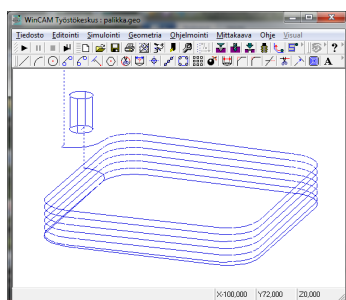 WinCAM Työstökeskus : palikka.geo
Tiedosto Editointi Simulointi Geometria Ohjelmointi Mittakaava Ohje Visual
A
X-100,000 Y72,000 Z0,000